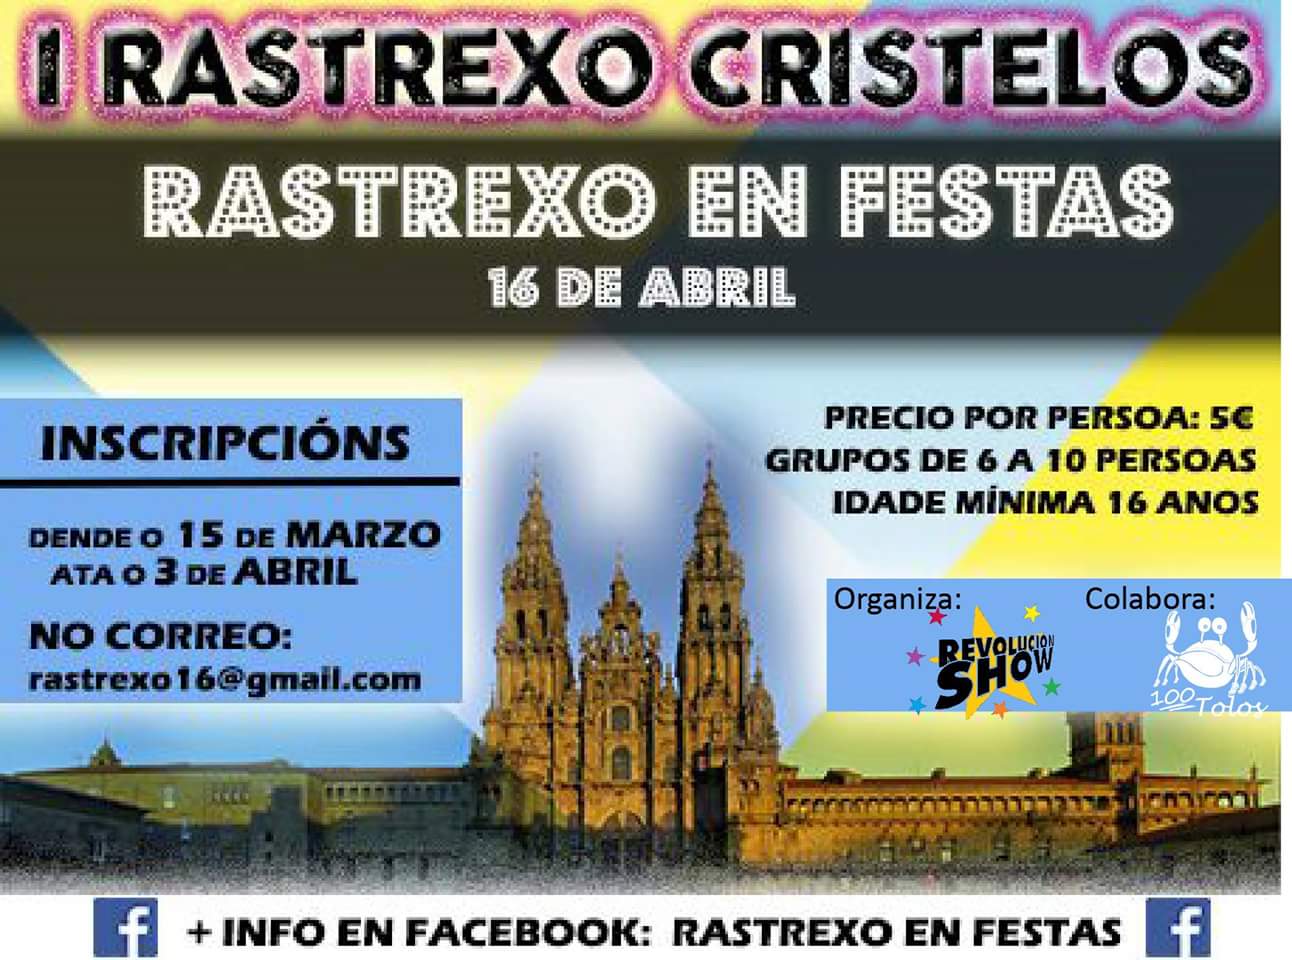 I RASTREXO CRISTELOS
RASTREXO EN FESTAS
16 DE ABRIL
INSCRIPCIÓNS
DENDE O 15 DE MARZO
ATA O 3 DE ABRIL
NO CORREO:
rastrexo16@gmail.com
PRECIO POR PERSOA: 5€
GRUPOS DE 6 A 10 PERSOAS
IDADE MÍNIMA 16 ANOS
Organiza:
REVOLUCION
SHOW
Colabora:
100
Tolos
f
+ INFO EN FACEBOOK: RASTREXO EN FESTAS
f